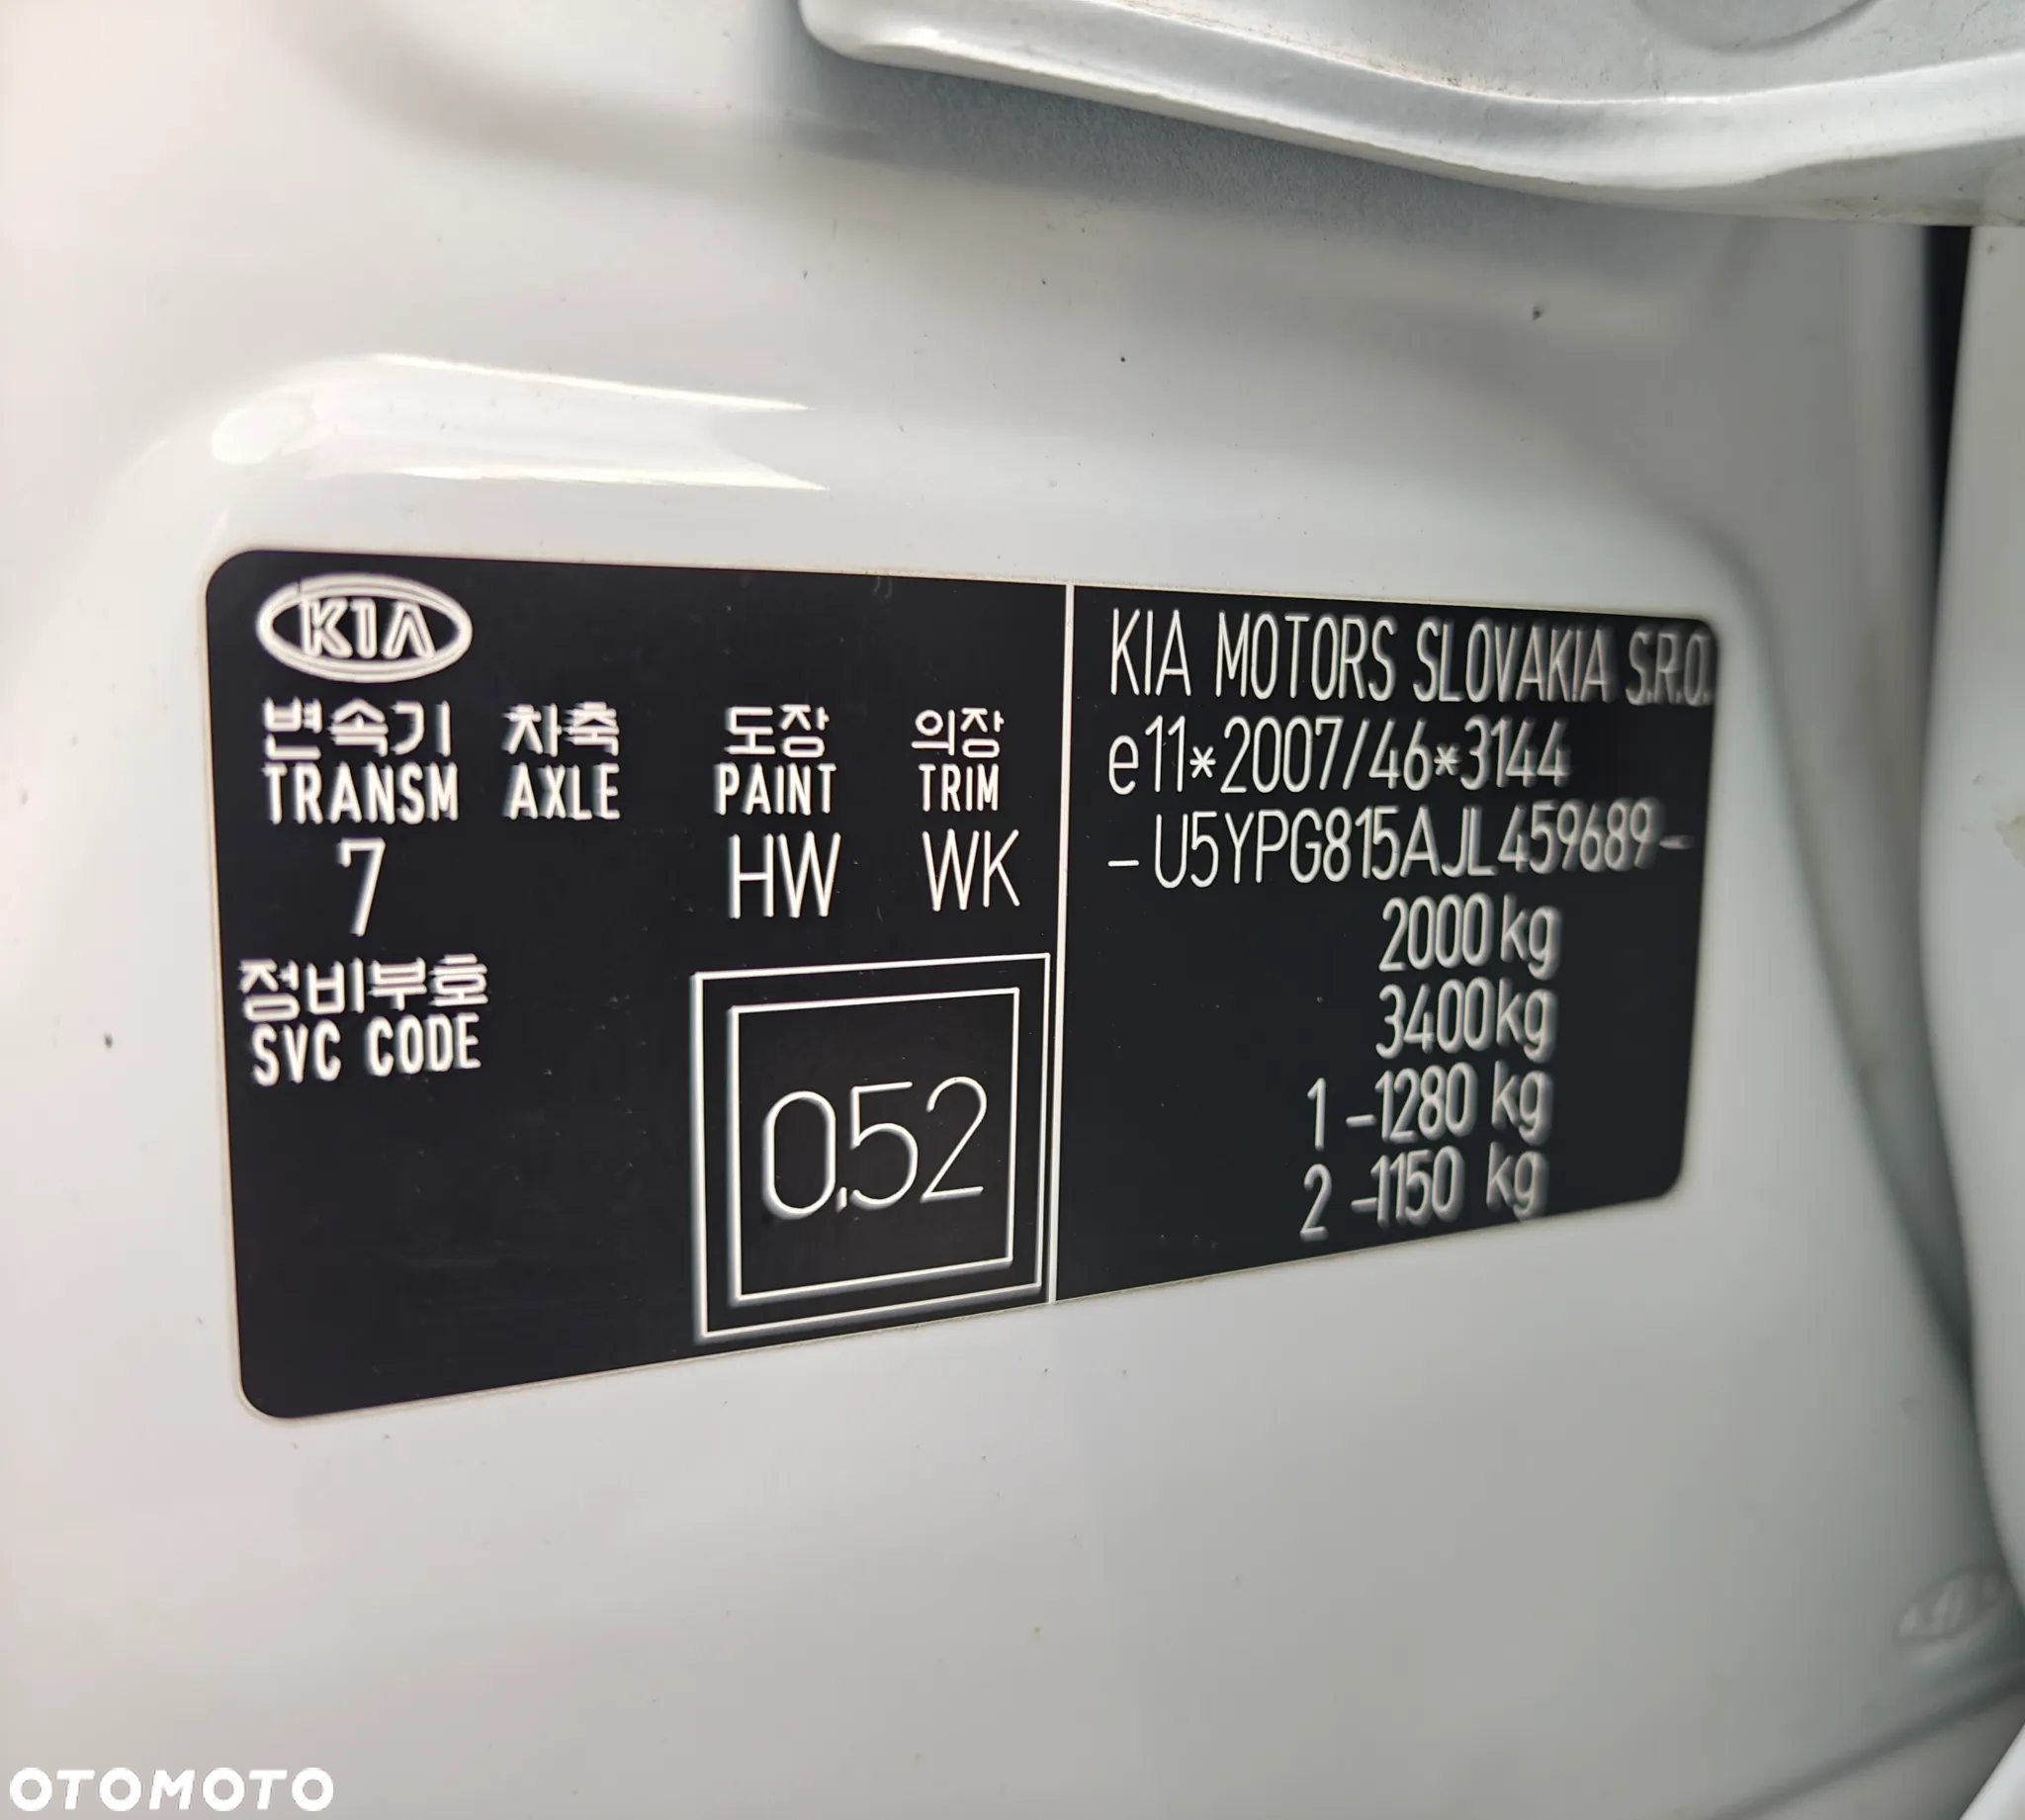 KIA
변속기 차축 도장 의장
TRANSM AXLE PAINT TRIM
7 HW WK
정비부호
SVC CODE
0.52
KIA MOTORS SLOVAKIA S.R.O.
e11*2007/46*3144
-U5YPG815AJL459689-
2000 kg
3400 kg
1 -1280 kg
2 -1150 kg
OTOMOTO